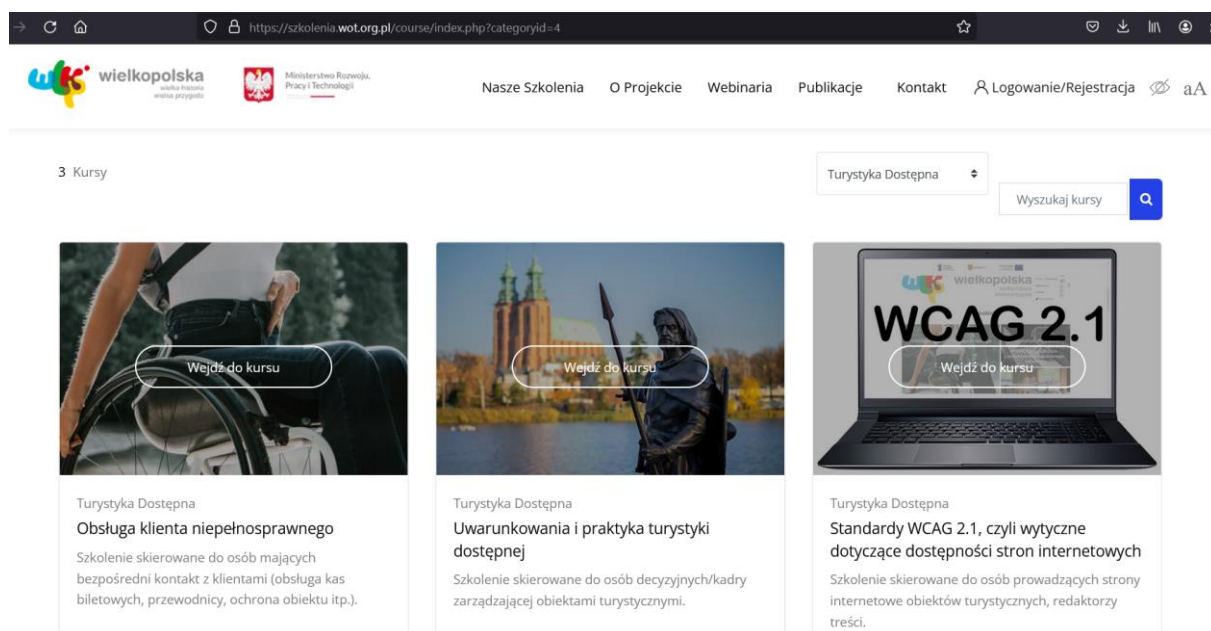 https://szkolenia.wot.org.pl/course/index.php?categoryid=4
wielkopolska
wielka historia
wielka przygoda
Ministerstwo Rozwoju,
Pracy i Technologii
Nasze Szkolenia O Projekcie Webinaria Publikacje Kontakt Logowanie/Rejestracja aA
3 Kursy
Turystyka Dostępna
Wyszukaj kursy
wielkopolska
WCAG 2.1
Wejdź do kursu
Wejdź do kursu
Wejdź do kursu
Turystyka Dostępna
Obsługa klienta niepełnosprawnego
Szkolenie skierowane do osób mających
bezpośredni kontakt z klientami (obsługa kas
biletowych, przewodnicy, ochrona obiektu itp.).
Turystyka Dostępna
Uwarunkowania i praktyka turystyki
dostępnej
Szkolenie skierowane do osób decyzyjnych/kadry
zarządzającej obiektami turystycznymi.
Turystyka Dostępna
Standardy WCAG 2.1, czyli wytyczne
dotyczące dostępności stron internetowych
Szkolenie skierowane do osób prowadzących strony
internetowe obiektów turystycznych, redaktorzy
treści.